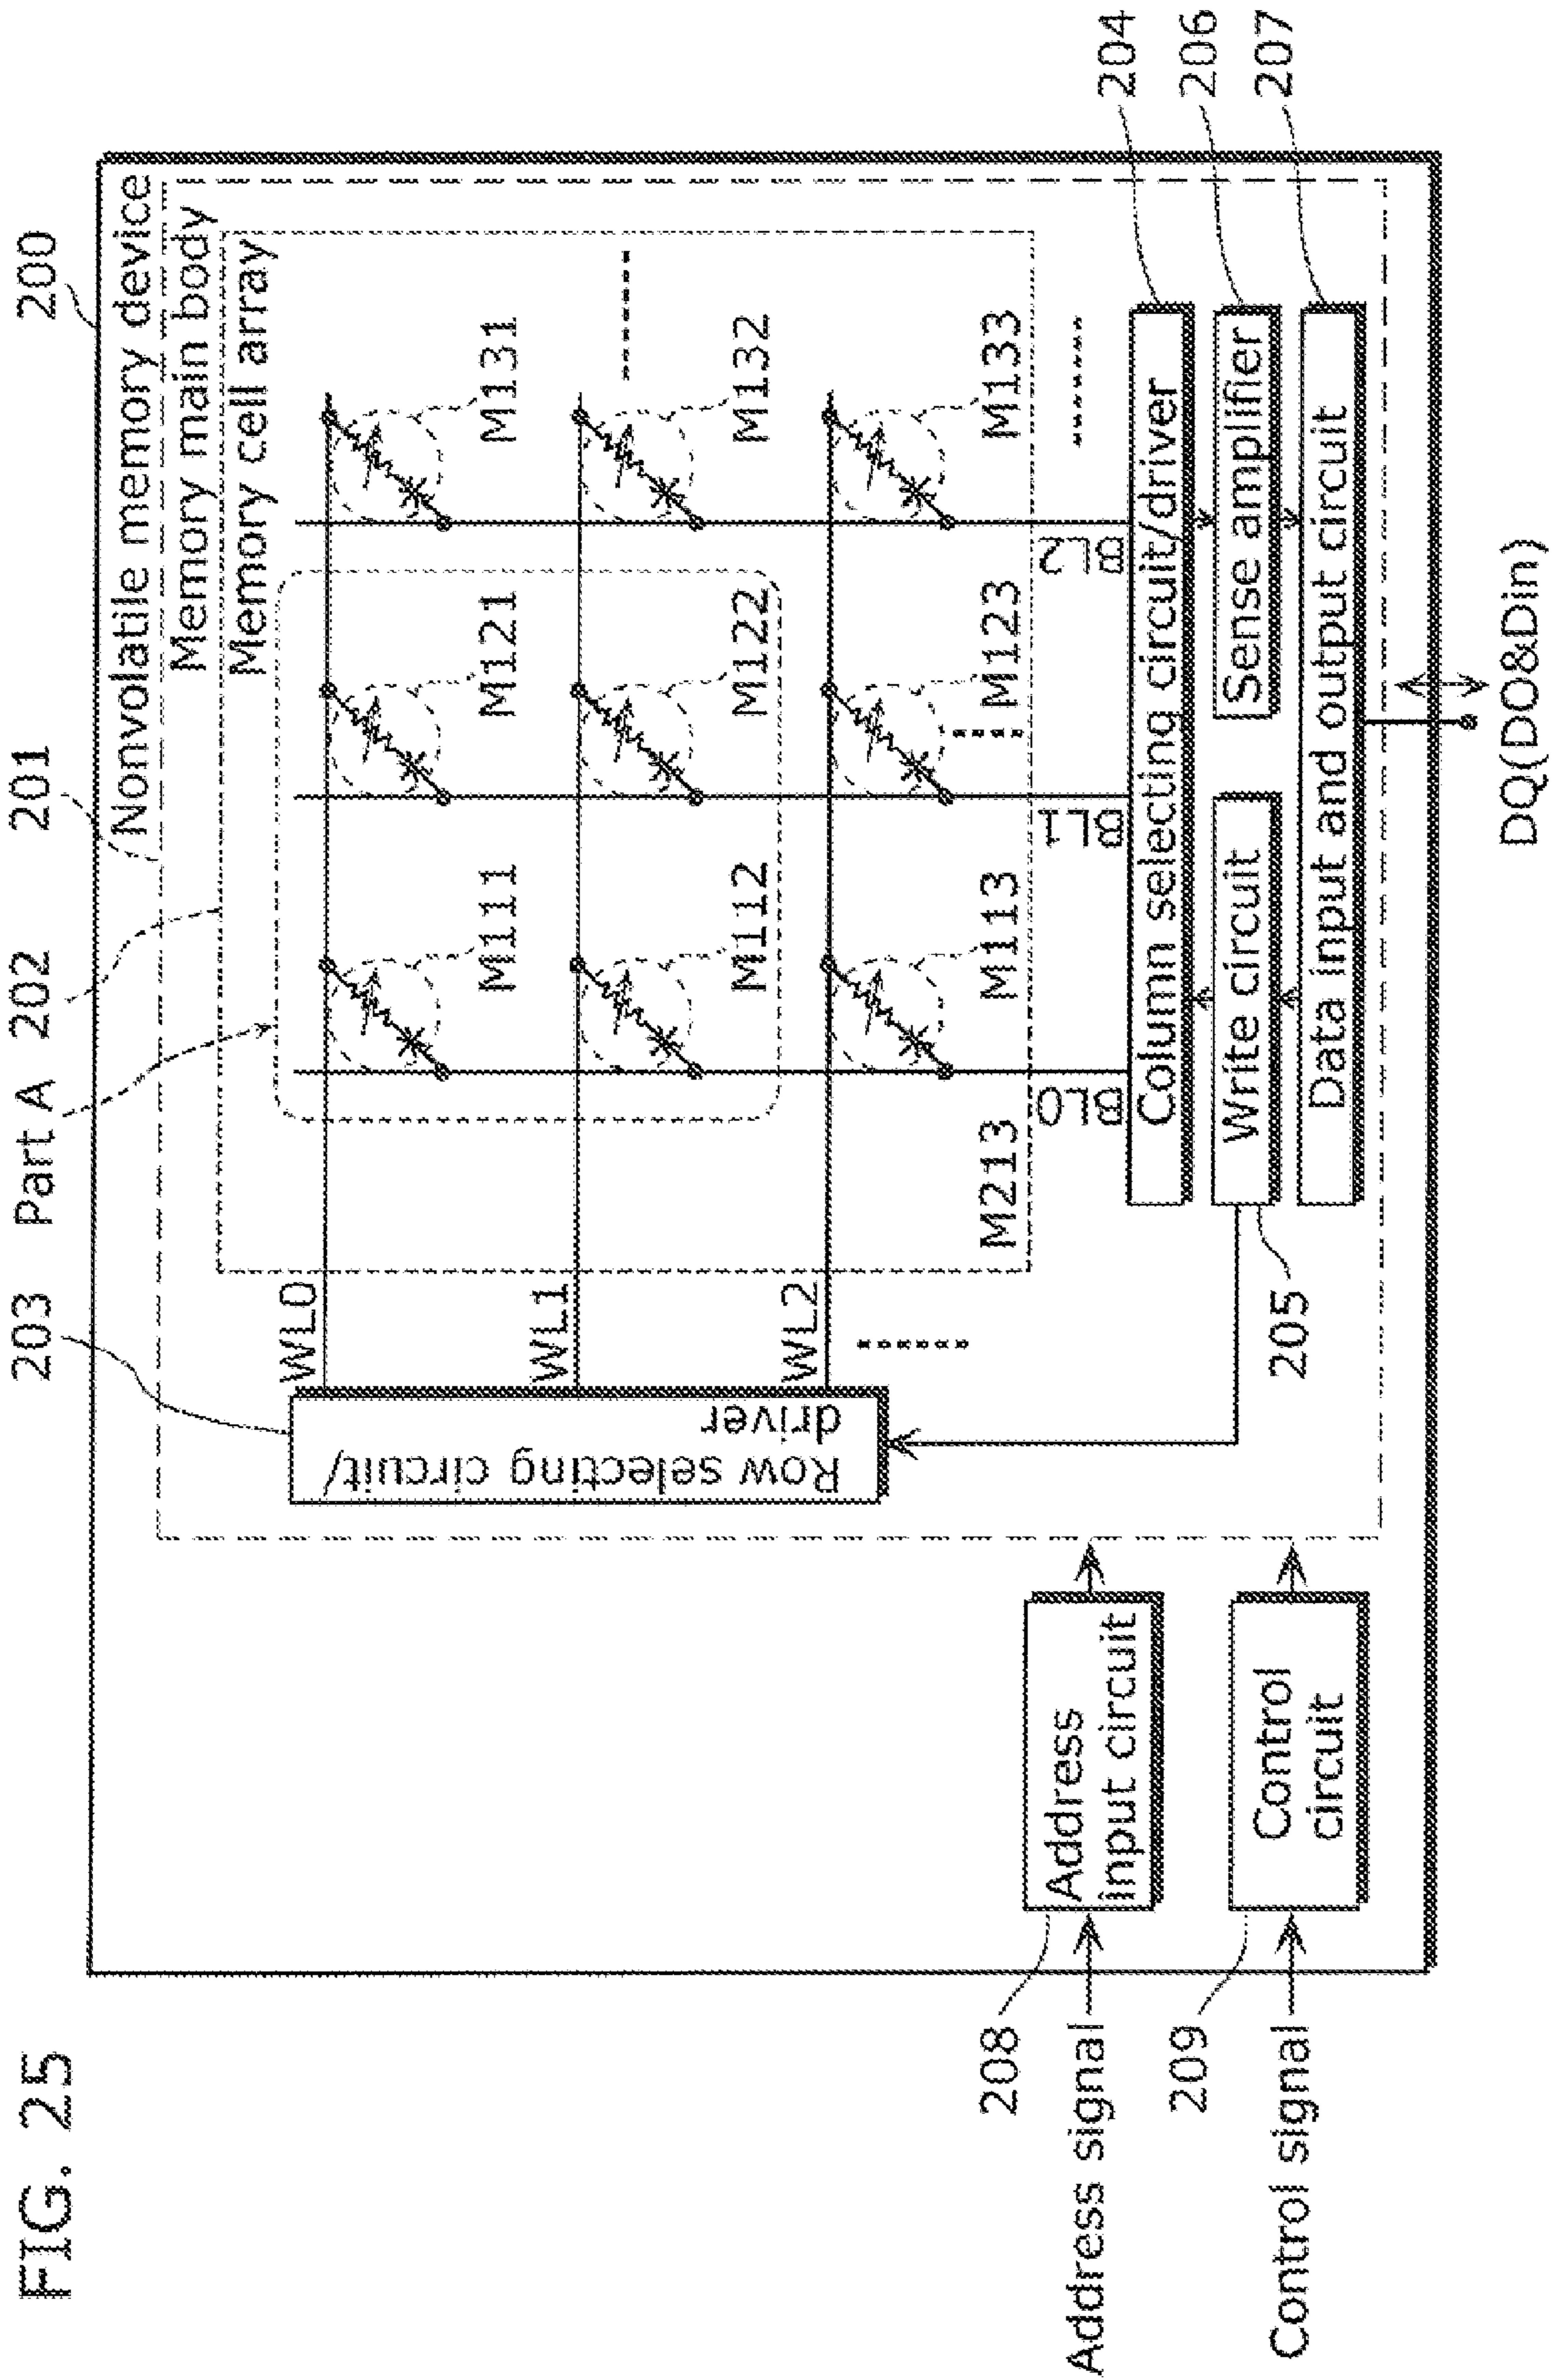 FIG. 25
200
Nonvolatile memory device
201
Memory main body
202
Memory cell array
Part A
203
Row selecting circuit/
driver
WL0
WL1
WL2
M111
M121
M131
M112
M122
M132
M213
M113
M123
M133
BL0
BL1
BL2
Column selecting circuit/driver
204
Write circuit
205
Sense amplifier
206
Data input and output circuit
207
DQ(DO&Din)
208
Address
input circuit
Address signal
209
Control
circuit
Control signal